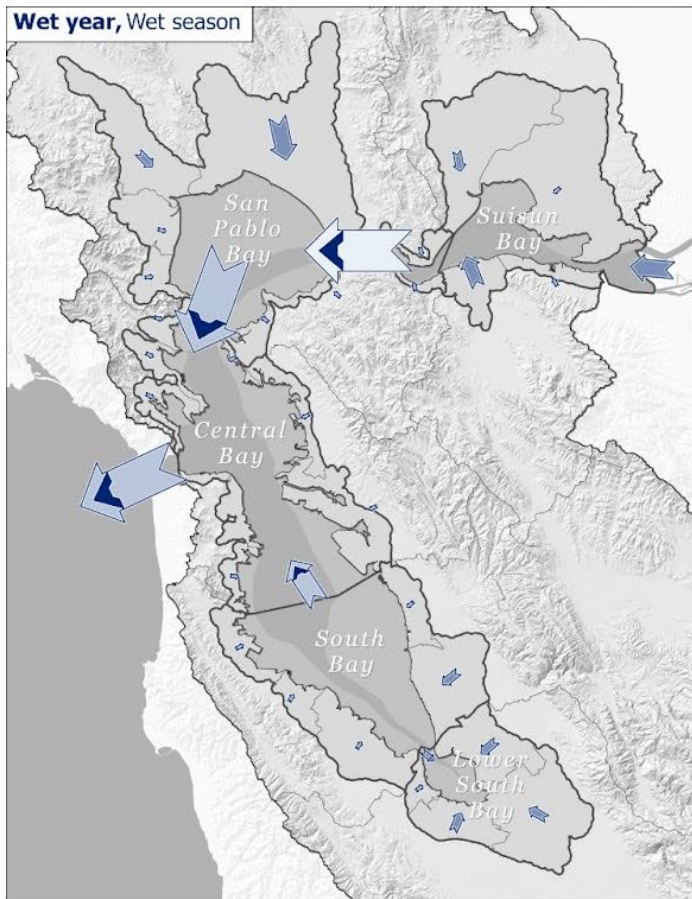 Wet year, Wet season
San
Pablo
Bay
Suisun
Bay
Central
Bay
South
Bay
Lower
South
Bay